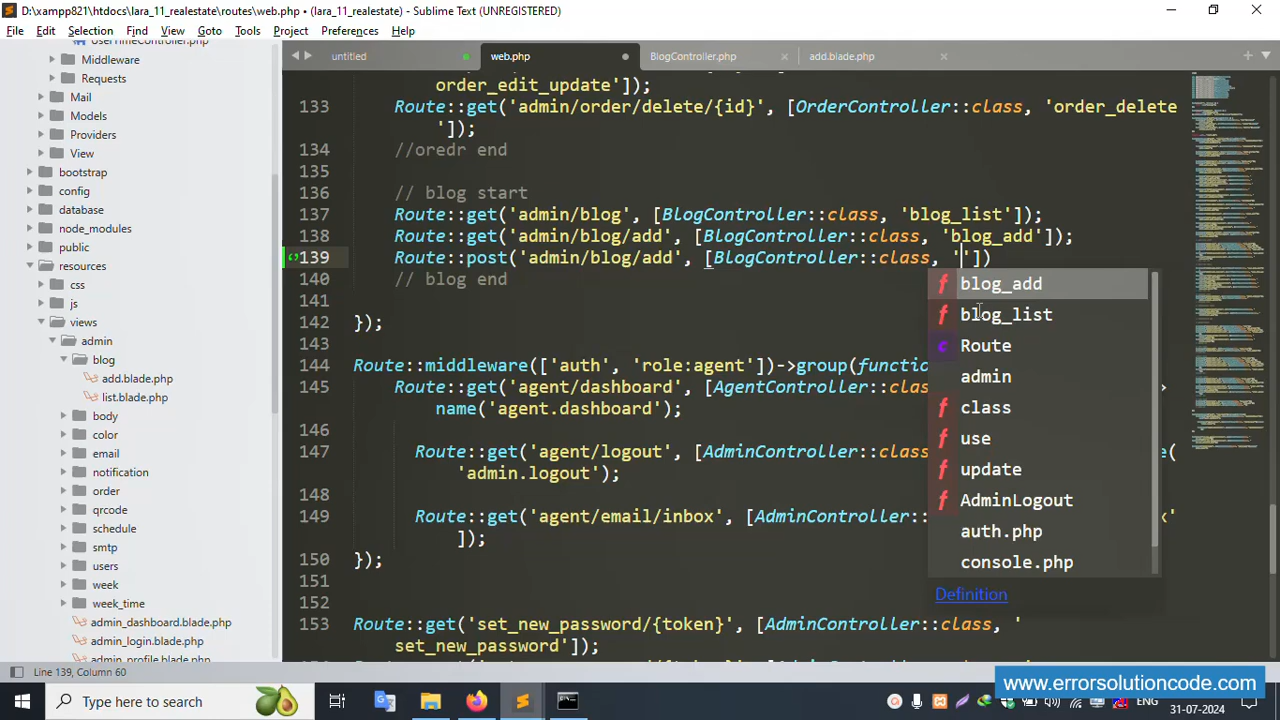 D:\xampp821\htdocs\lara_11_realestate\routes\web.php • (lara_11_realestate) - Sublime Text (UNREGISTERED)
File Edit Selection Find View Goto Tools Project Preferences Help
untitled web.php BlogController.php add.blade.php
Middleware
Requests
Mail
Models
Providers
View
bootstrap
config
database
node_modules
public
resources
css
js
views
admin
blog
add.blade.php
list.blade.php
body
color
email
notification
order
qrcode
schedule
smtp
users
week
week_time
admin_dashboard.blade.php
admin_login.blade.php
admin_profile.blade.php
order_edit_update']);
133 Route::get('admin/order/delete/{id}', [OrderController::class, 'order_delete
']);
134 //oredr end
135
136 // blog start
137 Route::get('admin/blog', [BlogController::class, 'blog_list']);
138 Route::get('admin/blog/add', [BlogController::class, 'blog_add']);
139 Route::post('admin/blog/add', [BlogController::class, ''])
140 // blog end
141
142 });
143
144 Route::middleware(['auth', 'role:agent'])->group(functio
145 Route::get('agent/dashboard', [AgentController::class
name('agent.dashboard');
146
147 Route::get('agent/logout', [AdminController::class
'admin.logout');
148
149 Route::get('agent/email/inbox', [AdminController::
]);
150 });
151
152
153 Route::get('set_new_password/{token}', [AdminController::class, '
set_new_password']);
f blog_add
f blog_list
c Route
admin
f class
f use
f update
f AdminLogout
auth.php
console.php
Definition
Line 139, Column 60
www.errorsolutioncode.com
Type here to search
ENG
31-07-2024